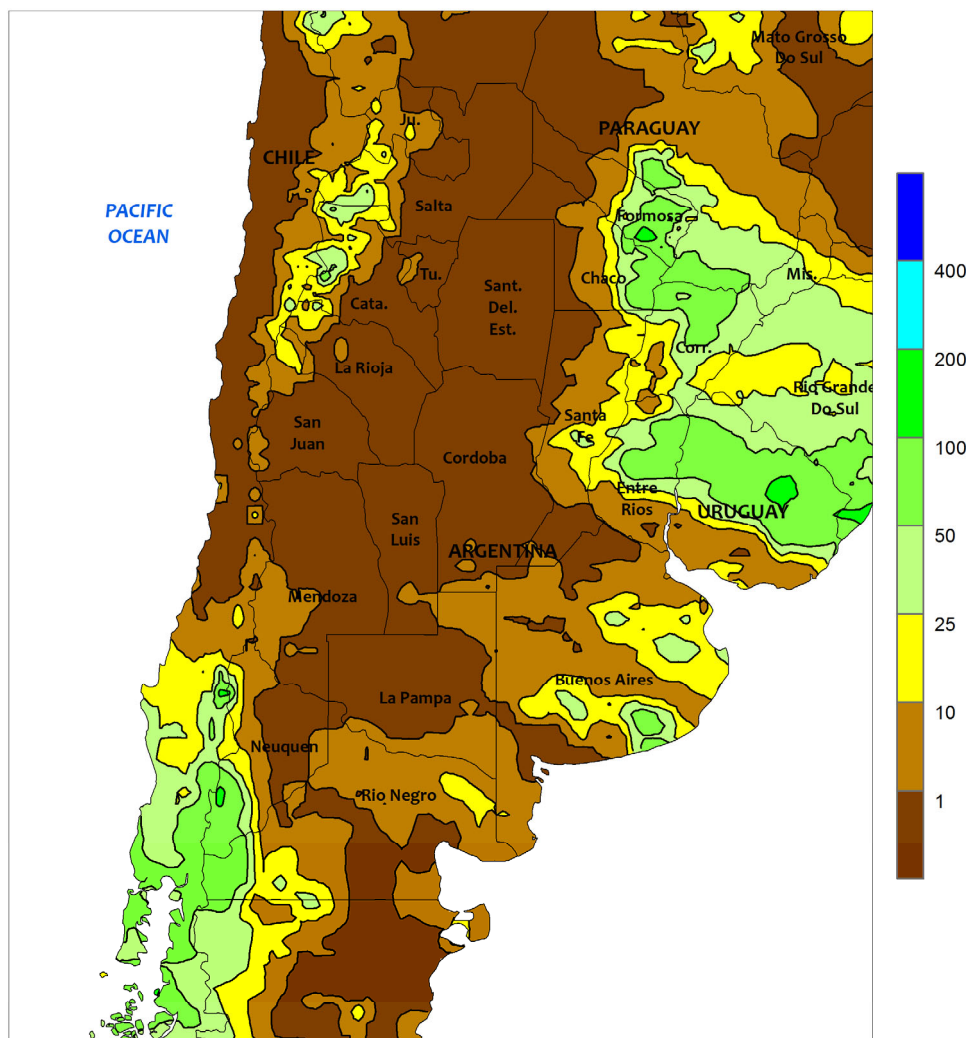 Mato Grosso
Do Sul
Ju.
PARAGUAY
CHILE
PACIFIC
OCEAN
Salta
Formosa
Tu.
Chaco
Mis.
400
Cata.
Sant.
Del.
Est.
Corr.
200
La Rioja
Rio Grande
Do Sul
San
Juan
Santa
Fe
Cordoba
100
Entre
Rios
URUGUAY
San
Luis
50
ARGENTINA
Mendoza
25
Buenos Aires
La Pampa
10
Neuquen
Rio Negro
1